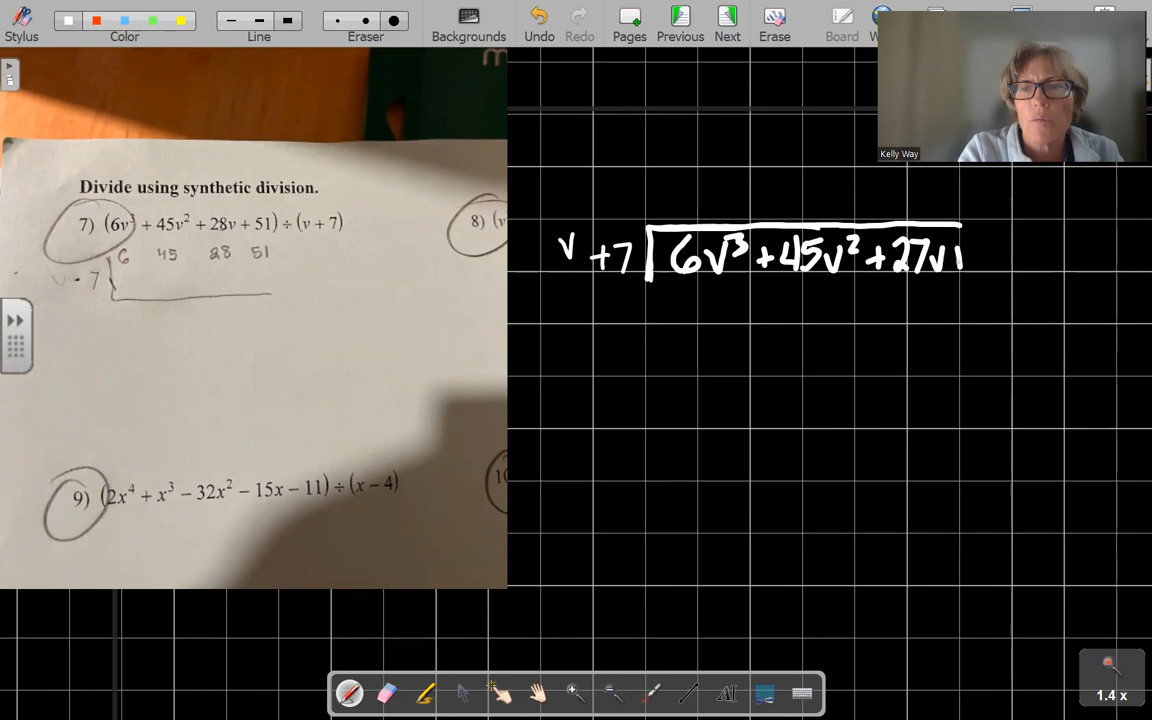 Stylus Color Line Eraser Backgrounds Undo Redo Pages Previous Next Erase Board
Kelly Way
Divide using synthetic division.
7) (6v³ + 45v² + 28v + 51) ÷ (v + 7)
8) (v
6 45 28 51
v - 7
v + 7 6v³ + 45v² + 27v
9) (2x⁴ + x³ − 32x² − 15x − 11) ÷ (x − 4)
10
1.4 x